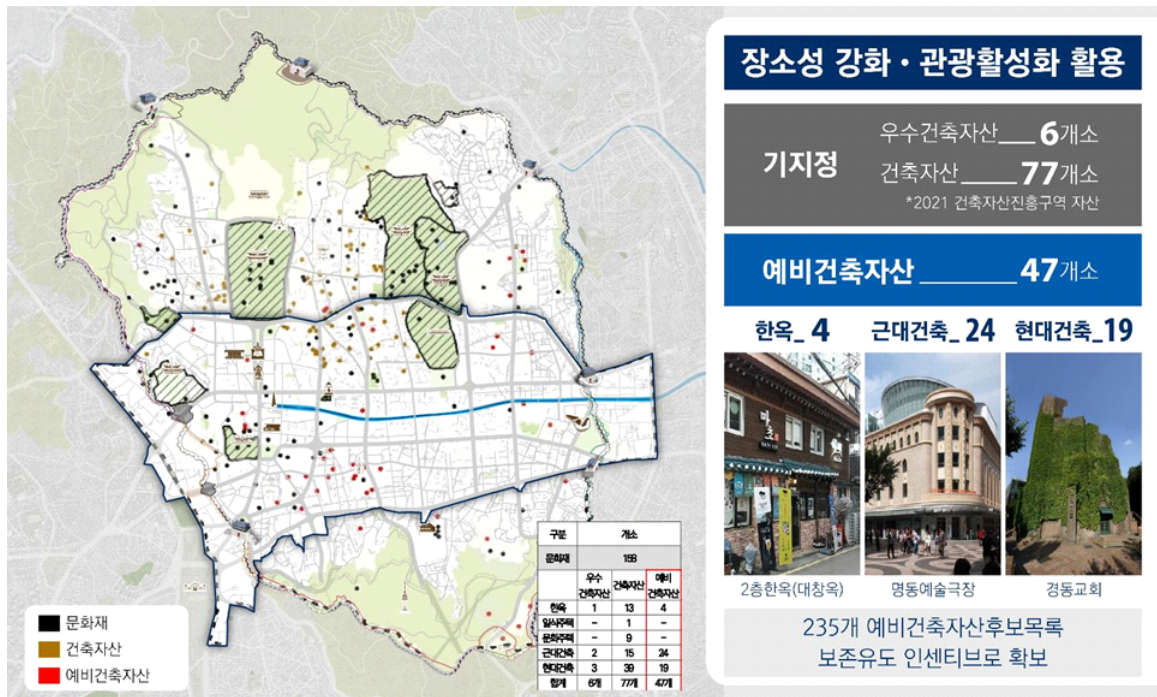 장소성 강화 · 관광활성화 활용
기지정
우수건축자산 6개소
건축자산 77개소
*2021 건축자산진흥구역 자산
예비건축자산 47개소
한옥_ 4 근대건축_ 24 현대건축_19
마초
2층한옥(대창옥) 명동예술극장 경동교회
235개 예비건축자산후보목록
보존유도 인센티브로 확보
문화재
건축자산
예비건축자산
구분 개소
문화재 158
우수건축자산 건축자산 예비건축자산
한옥 1 13 4
일식주택 - 1 -
문화주택 - 9 -
근대건축 2 15 24
현대건축 3 39 19
합계 6개 77개 47개